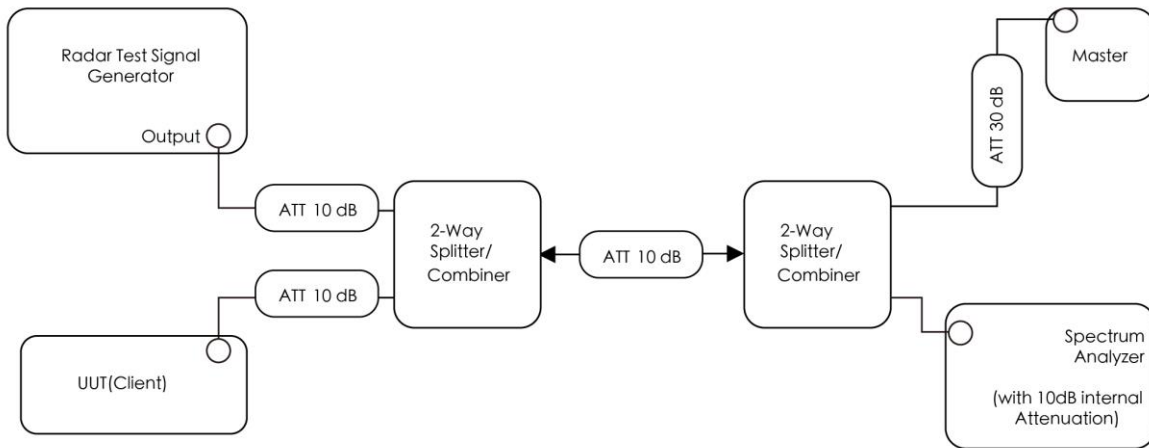 Radar Test Signal
Generator
Output
ATT 10 dB
2-Way
Splitter/
Combiner
ATT 10 dB
UUT(Client)
ATT 10 dB
2-Way
Splitter/
Combiner
ATT 30 dB
Master
Spectrum
Analyzer
(with 10dB internal
Attenuation)